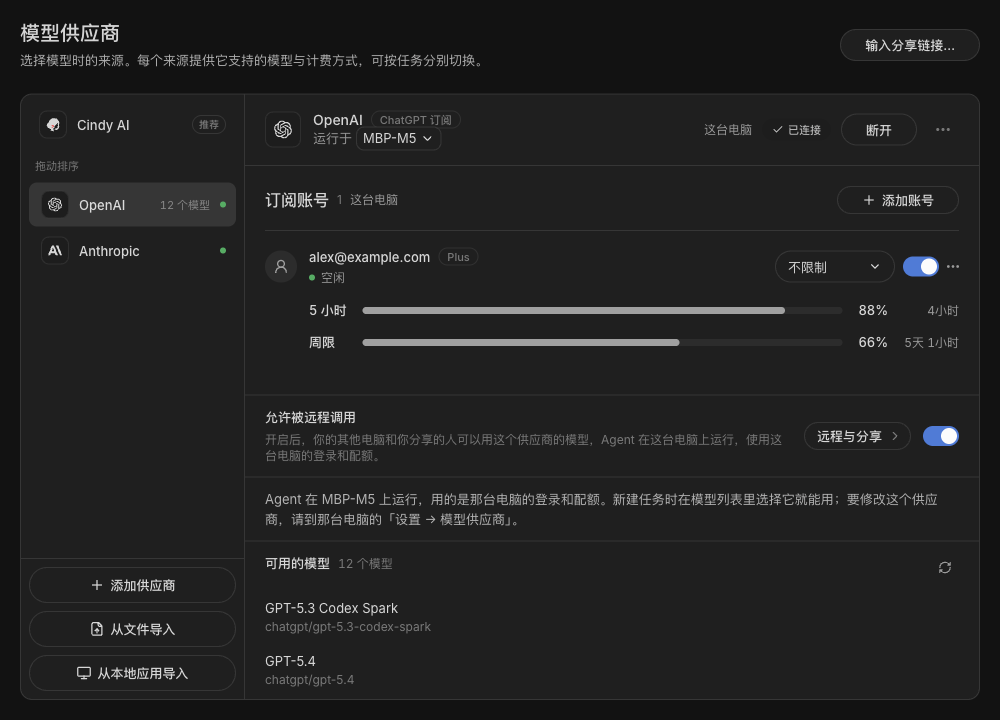 模型供应商
选择模型时的来源。每个来源提供它支持的模型与计费方式，可按任务分别切换。
输入分享链接...
Cindy AI
推荐
拖动排序
OpenAI
12 个模型
Anthropic
添加供应商
从文件导入
从本地应用导入
OpenAI
ChatGPT 订阅
运行于 MBP-M5
这台电脑
已连接
断开
订阅账号 1 这台电脑
添加账号
alex@example.com
Plus
空闲
不限制
5 小时
88%
4小时
周限
66%
5天 1小时
允许被远程调用
开启后，你的其他电脑和你分享的人可以用这个供应商的模型，Agent 在这台电脑上运行，使用这
台电脑的登录和配额。
远程与分享
Agent 在 MBP-M5 上运行，用的是那台电脑的登录和配额。新建任务时在模型列表里选择它就能用；要修改这个供应
商，请到那台电脑的「设置 → 模型供应商」。
可用的模型 12 个模型
GPT-5.3 Codex Spark
chatgpt/gpt-5.3-codex-spark
GPT-5.4
chatgpt/gpt-5.4